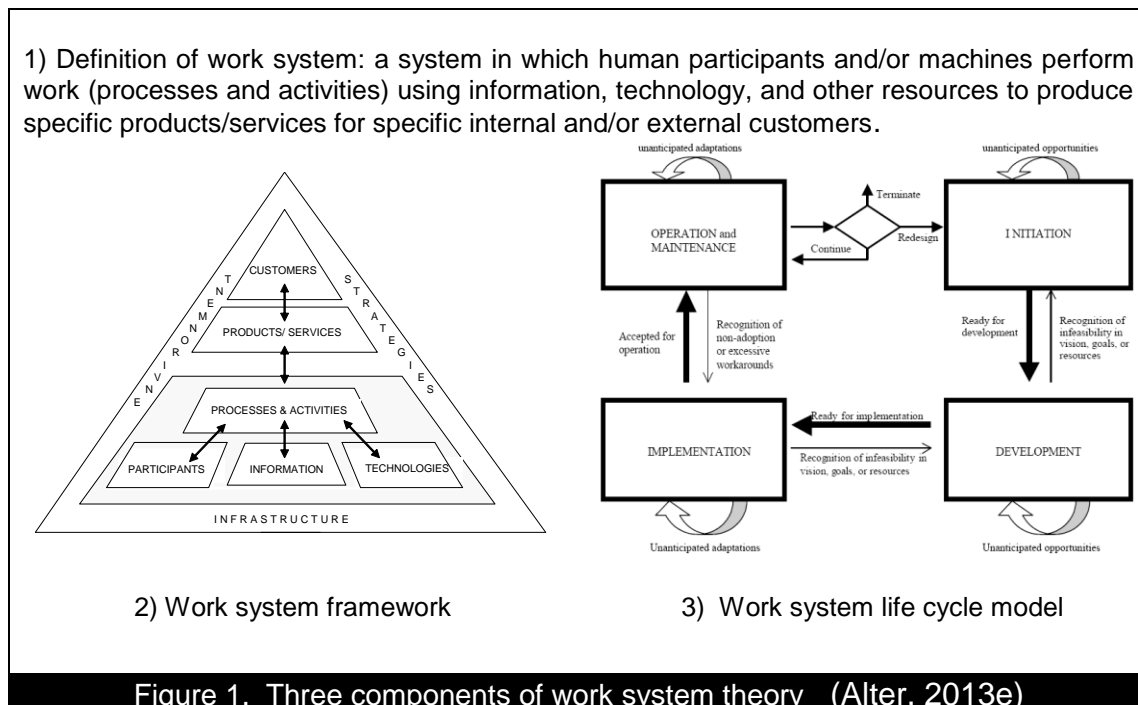 1) Definition of work system: a system in which human participants and/or machines perform
work (processes and activities) using information, technology, and other resources to produce
specific products/services for specific internal and/or external customers.
CUSTOMERS
PRODUCTS/ SERVICES
PROCESSES & ACTIVITIES
PARTICIPANTS
INFORMATION
TECHNOLOGIES
ENVIRONMENT
STRATEGIES
INFRASTRUCTURE
2) Work system framework
unanticipated adaptations
OPERATION and
MAINTENANCE
Terminate
Continue
Redesign
unanticipated opportunities
I NITIATION
Accepted for
operation
Recognition of
non-adoption
or excessive
workarounds
Ready for
development
Recognition of
infeasibility in
vision, goals, or
resources
IMPLEMENTATION
Ready for implementation
Recognition of infeasibility in
vision, goals, or resources
DEVELOPMENT
Unanticipated adaptations
Unanticipated opportunities
3) Work system life cycle model
Figure 1. Three components of work system theory (Alter, 2013e)